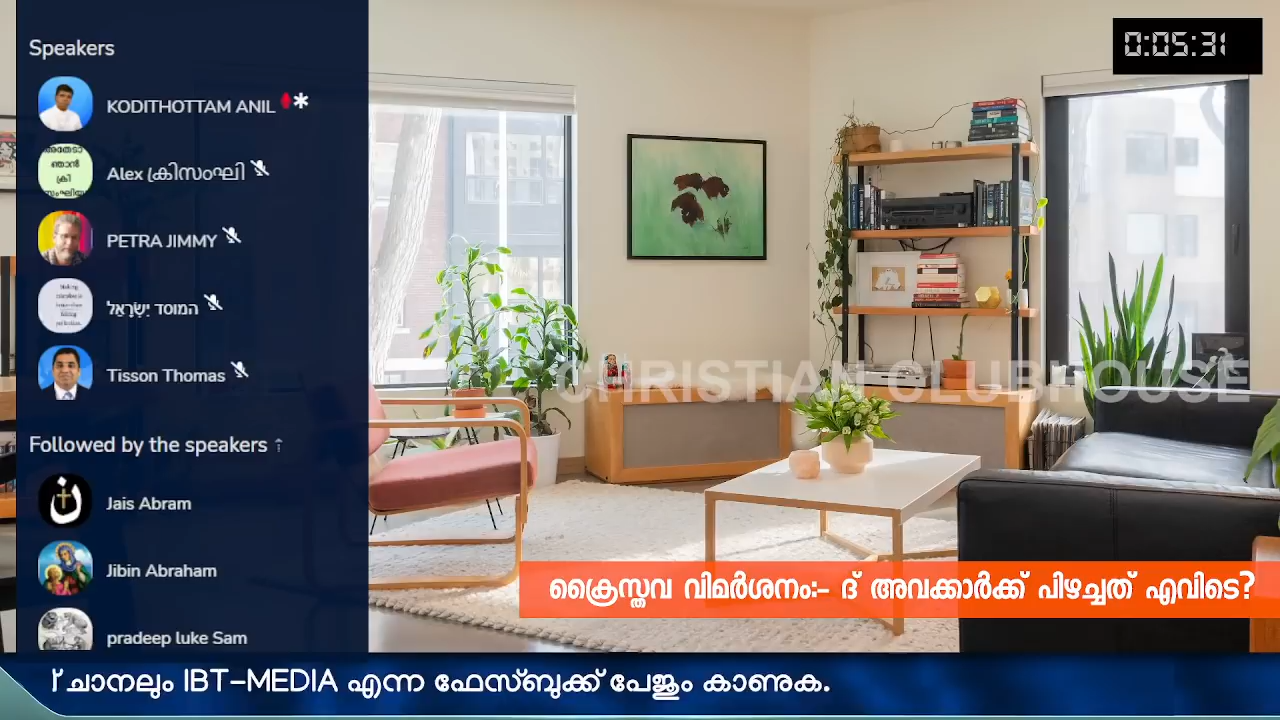 Speakers
KODITHOTTAM ANIL
Alex ക്രിസംഘി
PETRA JIMMY
המוסד יִשְׂרָאֵל
Tisson Thomas
Followed by the speakers
Jais Abram
Jibin Abraham
pradeep luke Sam
0:05:31
CHRISTIAN CLUBHOUSE
ക്രൈസ്തവ വിമർശനം:- ദ് അവക്കാർക്ക് പിഴച്ചത് എവിടെ?
ചാനലും IBT-MEDIA എന്ന ഫേസ്ബുക്ക് പേജും കാണുക.